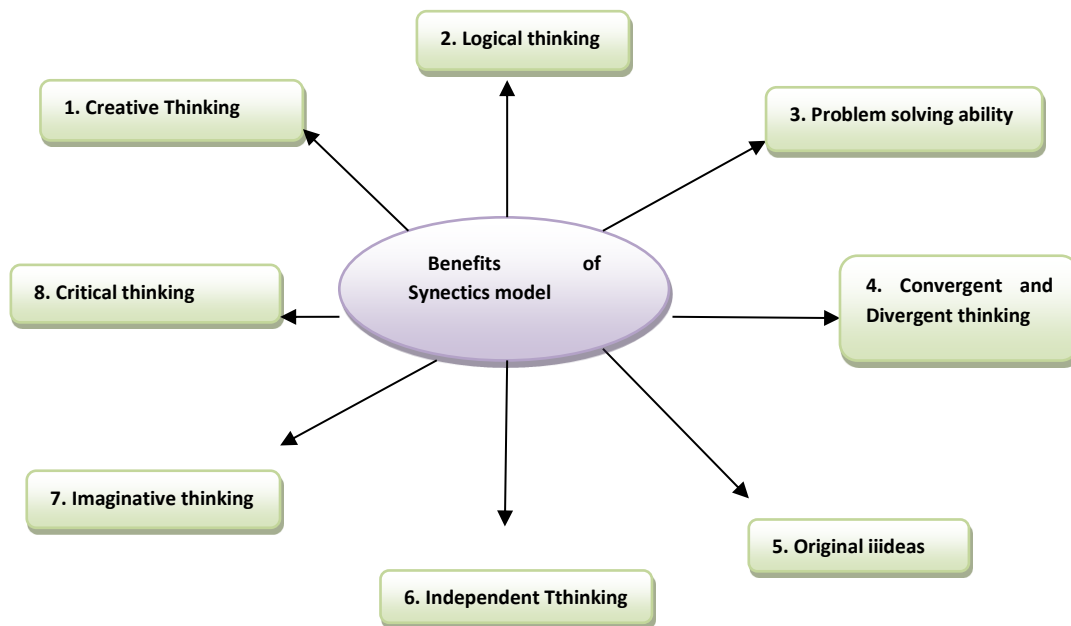 2. Logical thinking
1. Creative Thinking
3. Problem solving ability
Benefits of
Synectics model
8. Critical thinking
4. Convergent and
Divergent thinking
7. Imaginative thinking
5. Original iiideas
6. Independent Tthinking